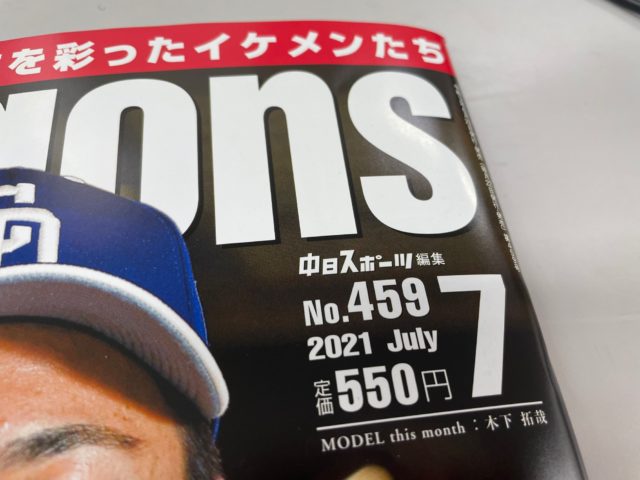 を彩ったイケメンたち
gons
中日スポーツ編集
No.459
2021 July 7
定価550円
MODEL this month：木下 拓哉